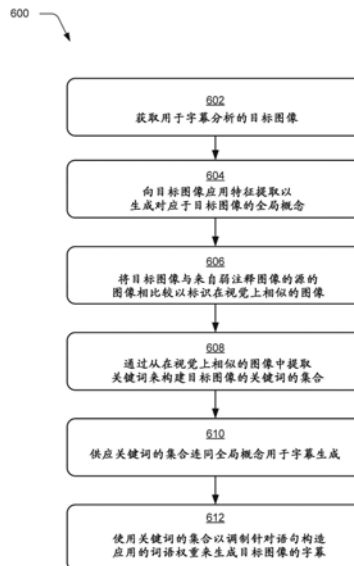 600
602
获取用于字幕分析的目标图像
604
向目标图像应用特征提取以
生成对应于目标图像的全局概念
606
将目标图像与来自弱注释图像的源的
图像相比较以标识在视觉上相似的图像
608
通过从在视觉上相似的图像中提取
关键词来构建目标图像的关键词的集合
610
供应关键词的集合连同全局概念用于字幕生成
612
使用关键词的集合以调制针对语句构造
应用的词语权重来生成目标图像的字幕